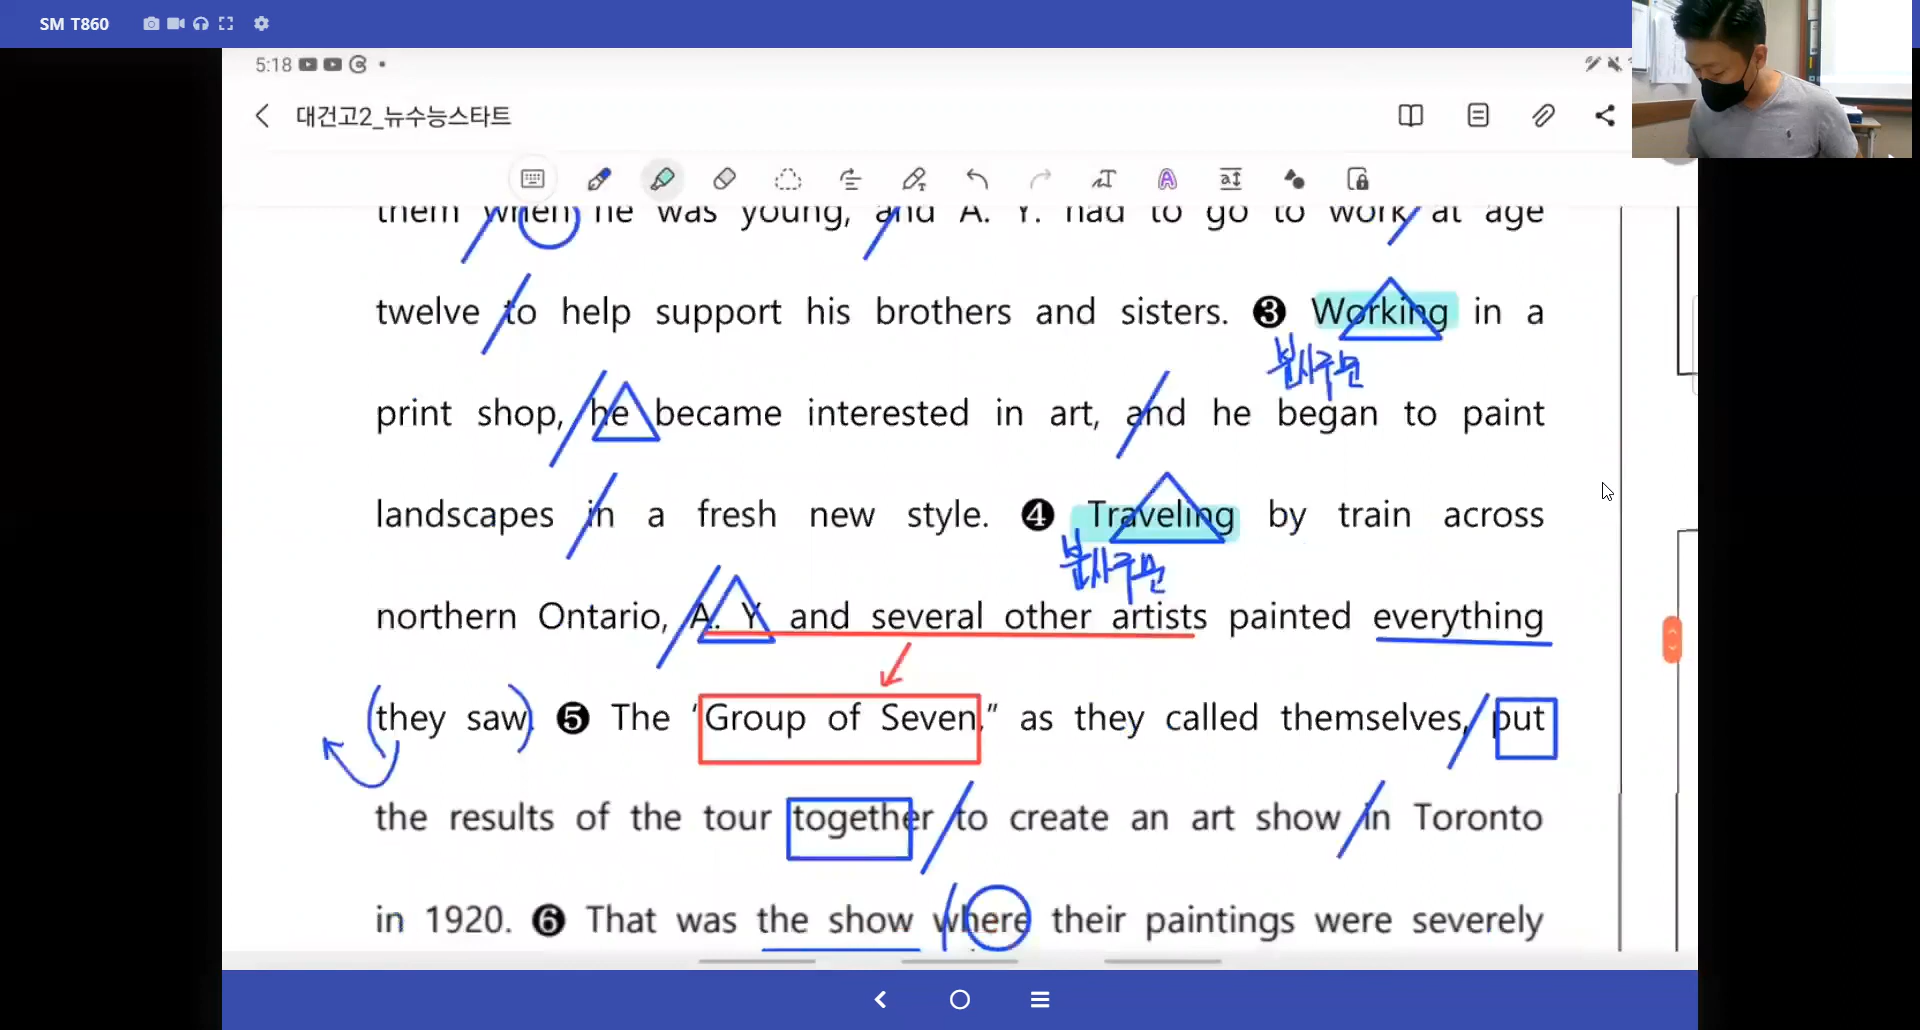 SM T860
5:18
대건고2_뉴수능스타트
them when he was young, and A. Y. had to go to work at age
twelve to help support his brothers and sisters. ❸ Working in a
분사구문
print shop, he became interested in art, and he began to paint
landscapes in a fresh new style. ❹ Traveling by train across
분사구문
northern Ontario, A. Y and several other artists painted everything
they saw. ❺ The ‘Group of Seven,” as they called themselves, put
the results of the tour together to create an art show in Toronto
in 1920. ❻ That was the show where their paintings were severely